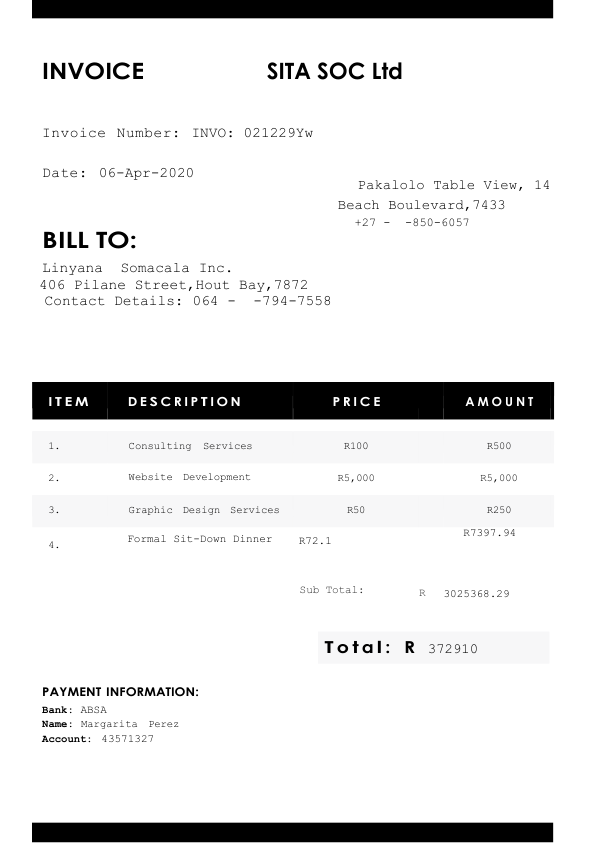 INVOICE SITA SOC Ltd
Invoice Number: INVO: 021229Yw
Date: 06-Apr-2020
Pakalolo Table View, 14
Beach Boulevard,7433
+27 - -850-6057
BILL TO:
Linyana Somacala Inc.
406 Pilane Street,Hout Bay,7872
Contact Details: 064 - -794-7558
ITEM DESCRIPTION PRICE AMOUNT
1. Consulting Services R100 R500
2. Website Development R5,000 R5,000
3. Graphic Design Services R50 R250
4. Formal Sit-Down Dinner R72.1 R7397.94
Sub Total: R 3025368.29
Total: R 372910
PAYMENT INFORMATION:
Bank: ABSA
Name: Margarita Perez
Account: 43571327